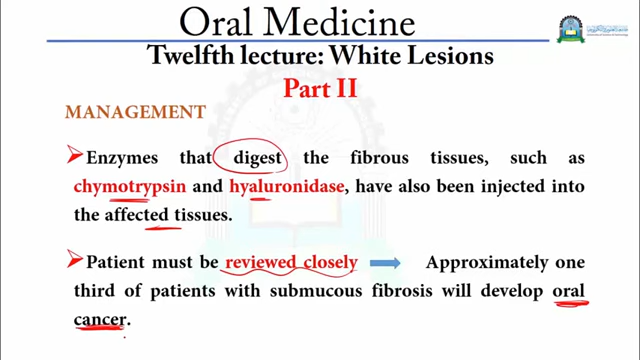 Oral Medicine
Twelfth lecture: White Lesions
Part II
MANAGEMENT
Enzymes that digest the fibrous tissues, such as
chymotrypsin and hyaluronidase, have also been injected into
the affected tissues.
Patient must be reviewed closely Approximately one
third of patients with submucous fibrosis will develop oral
cancer.